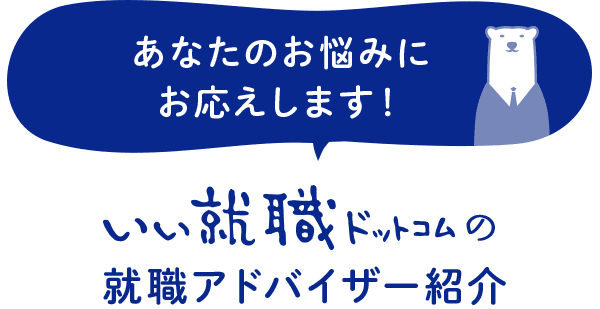 あなたのお悩みに
お応えします!
いい就職ドットコムの
就職アドバイザー紹介